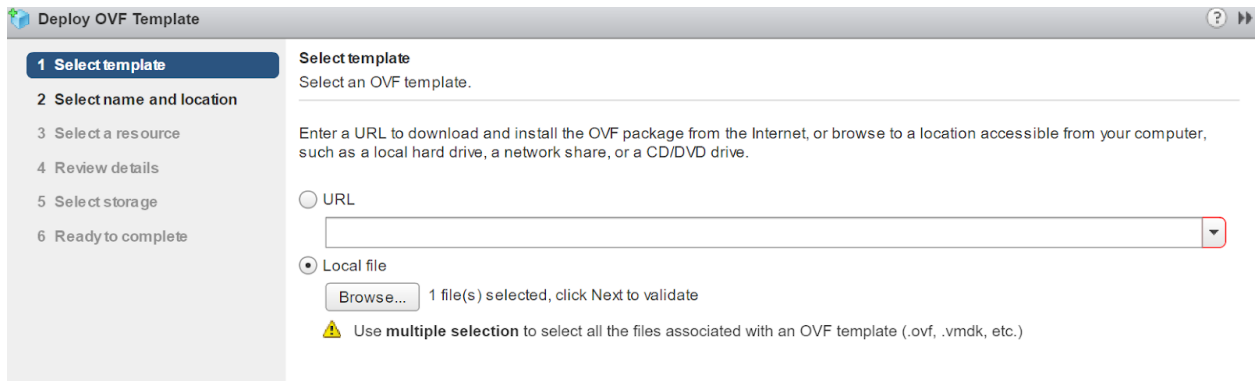 Deploy OVF Template
1 Select template
2 Select name and location
3 Select a resource
4 Review details
5 Select storage
6 Ready to complete
Select template
Select an OVF template.
Enter a URL to download and install the OVF package from the Internet, or browse to a location accessible from your computer,
such as a local hard drive, a network share, or a CD/DVD drive.
URL
Local file
Browse... 1 file(s) selected, click Next to validate
Use multiple selection to select all the files associated with an OVF template (.ovf, .vmdk, etc.)